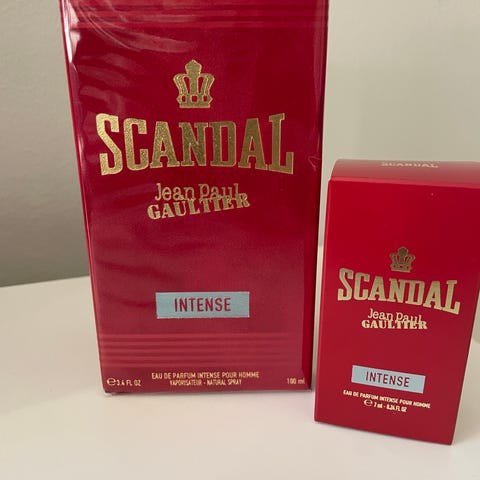 SCANDAL
Jean Paul
GAULTIER
INTENSE
EAU DE PARFUM INTENSE POUR HOMME
℮3.4 FL OZ VAPORISATEUR - NATURAL SPRAY 100 ml
SCANDAL
SCANDAL
Jean Paul
GAULTIER
INTENSE
EAU DE PARFUM INTENSE POUR HOMME
℮ 7 ml - 0.24 FL OZ